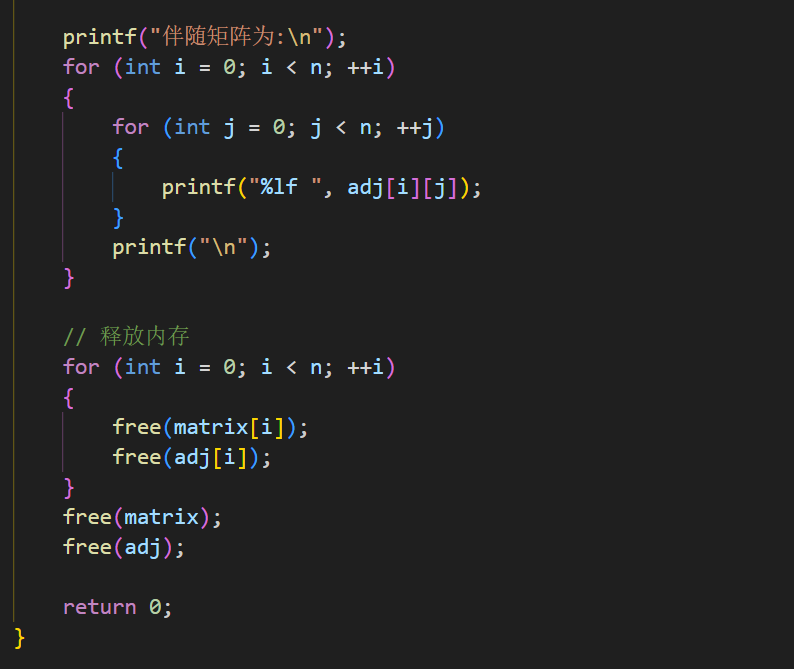 printf("伴随矩阵为:\n");
for (int i = 0; i < n; ++i)
{
for (int j = 0; j < n; ++j)
{
printf("%lf ", adj[i][j]);
}
printf("\n");
}
// 释放内存
for (int i = 0; i < n; ++i)
{
free(matrix[i]);
free(adj[i]);
}
free(matrix);
free(adj);
return 0;
}